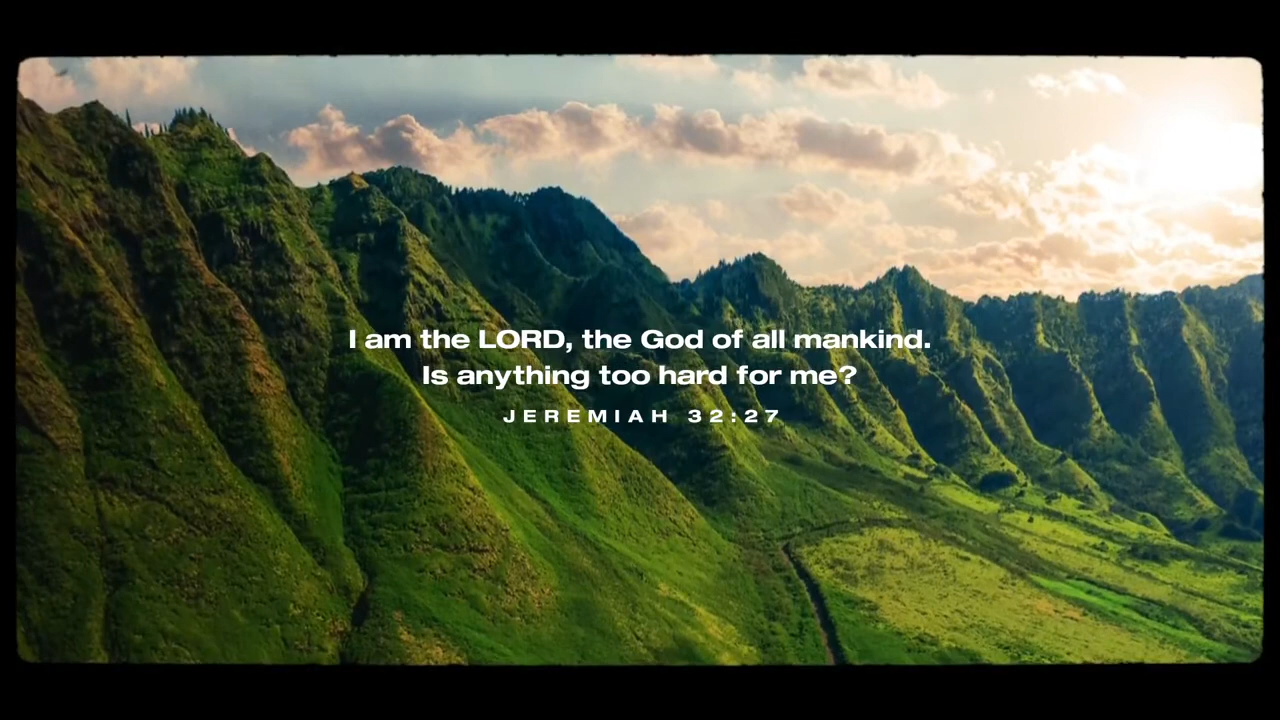 I am the LORD, the God of all mankind.
Is anything too hard for me?
JEREMIAH 32:27